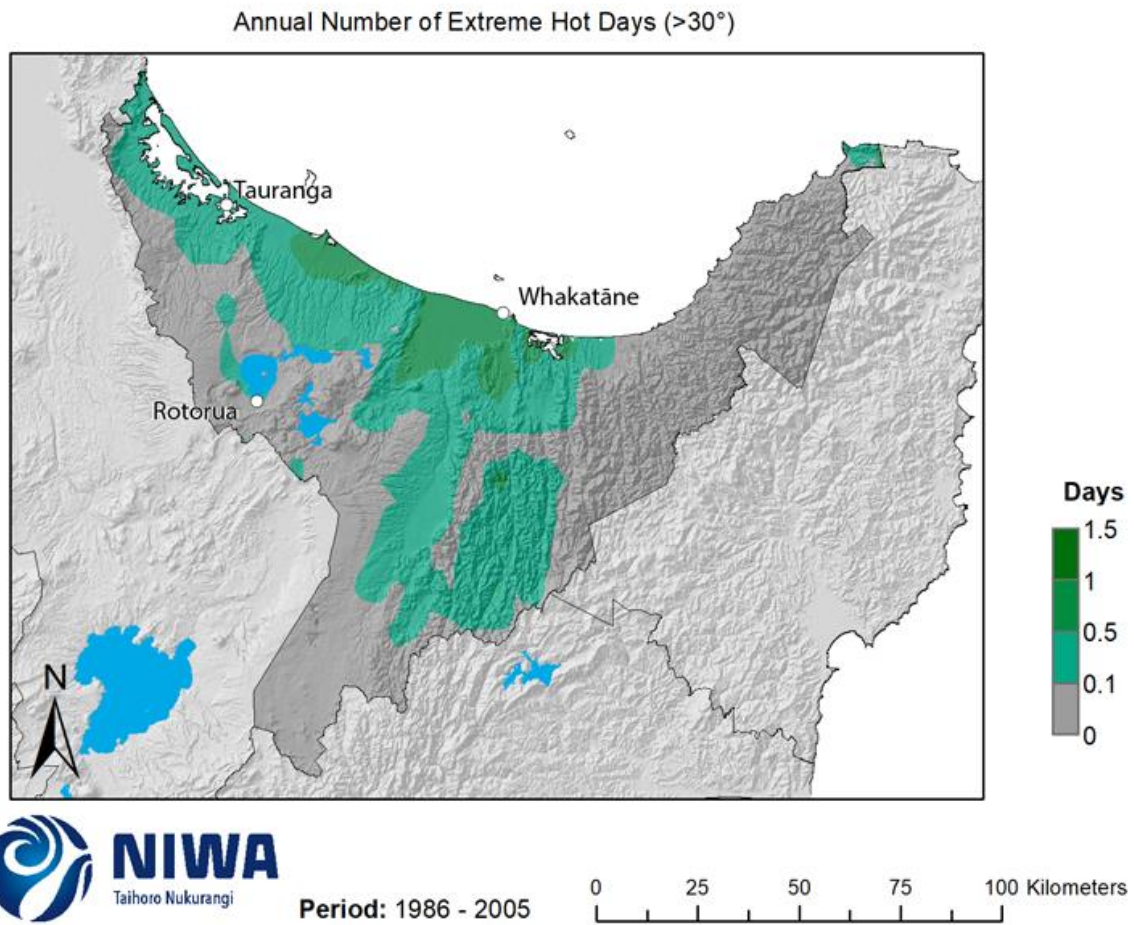 Annual Number of Extreme Hot Days (>30°)
Tauranga
Whakatāne
Rotorua
N
Days
1.5
1
0.5
0.1
0
NIWA
Taihoro Nukurangi
Period: 1986 - 2005
0 25 50 75 100 Kilometers